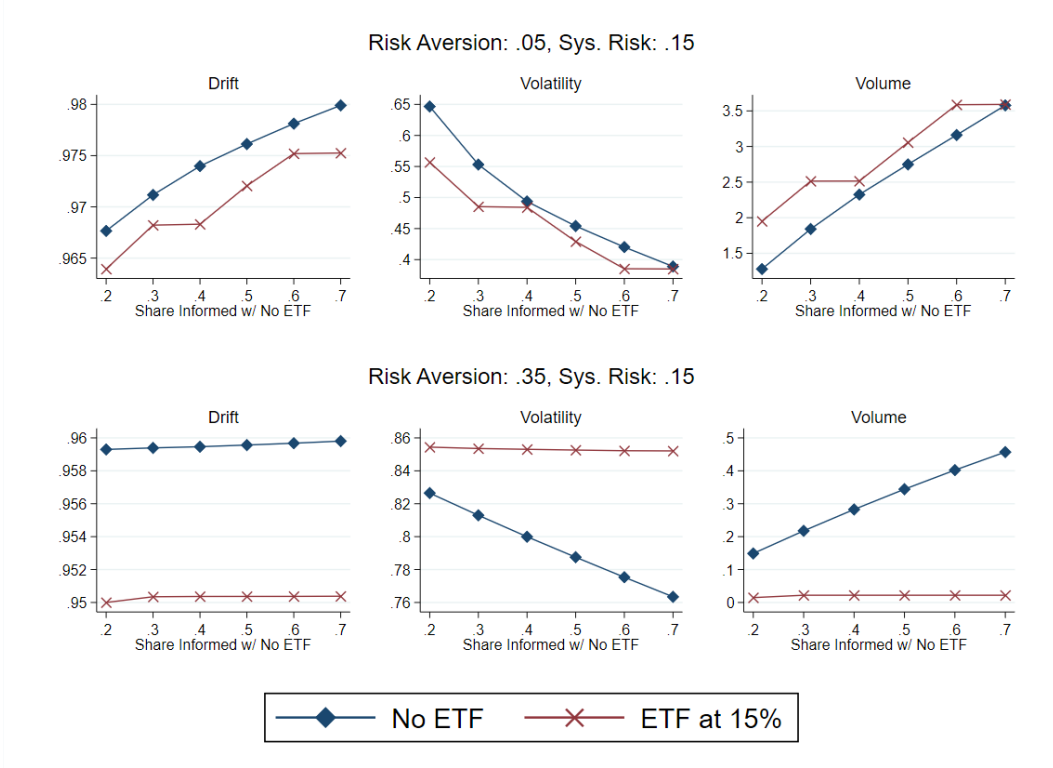 Risk Aversion: .05, Sys. Risk: .15
Drift
.98
.975
.97
.965
.2 .3 .4 .5 .6 .7
Share Informed w/ No ETF
Volatility
.65
.6
.55
.5
.45
.4
.2 .3 .4 .5 .6 .7
Share Informed w/ No ETF
Volume
3.5
3
2.5
2
1.5
.2 .3 .4 .5 .6 .7
Share Informed w/ No ETF
Risk Aversion: .35, Sys. Risk: .15
Drift
.96
.958
.956
.954
.952
.95
.2 .3 .4 .5 .6 .7
Share Informed w/ No ETF
Volatility
.86
.84
.82
.8
.78
.76
.2 .3 .4 .5 .6 .7
Share Informed w/ No ETF
Volume
.5
.4
.3
.2
.1
0
.2 .3 .4 .5 .6 .7
Share Informed w/ No ETF
No ETF ETF at 15%